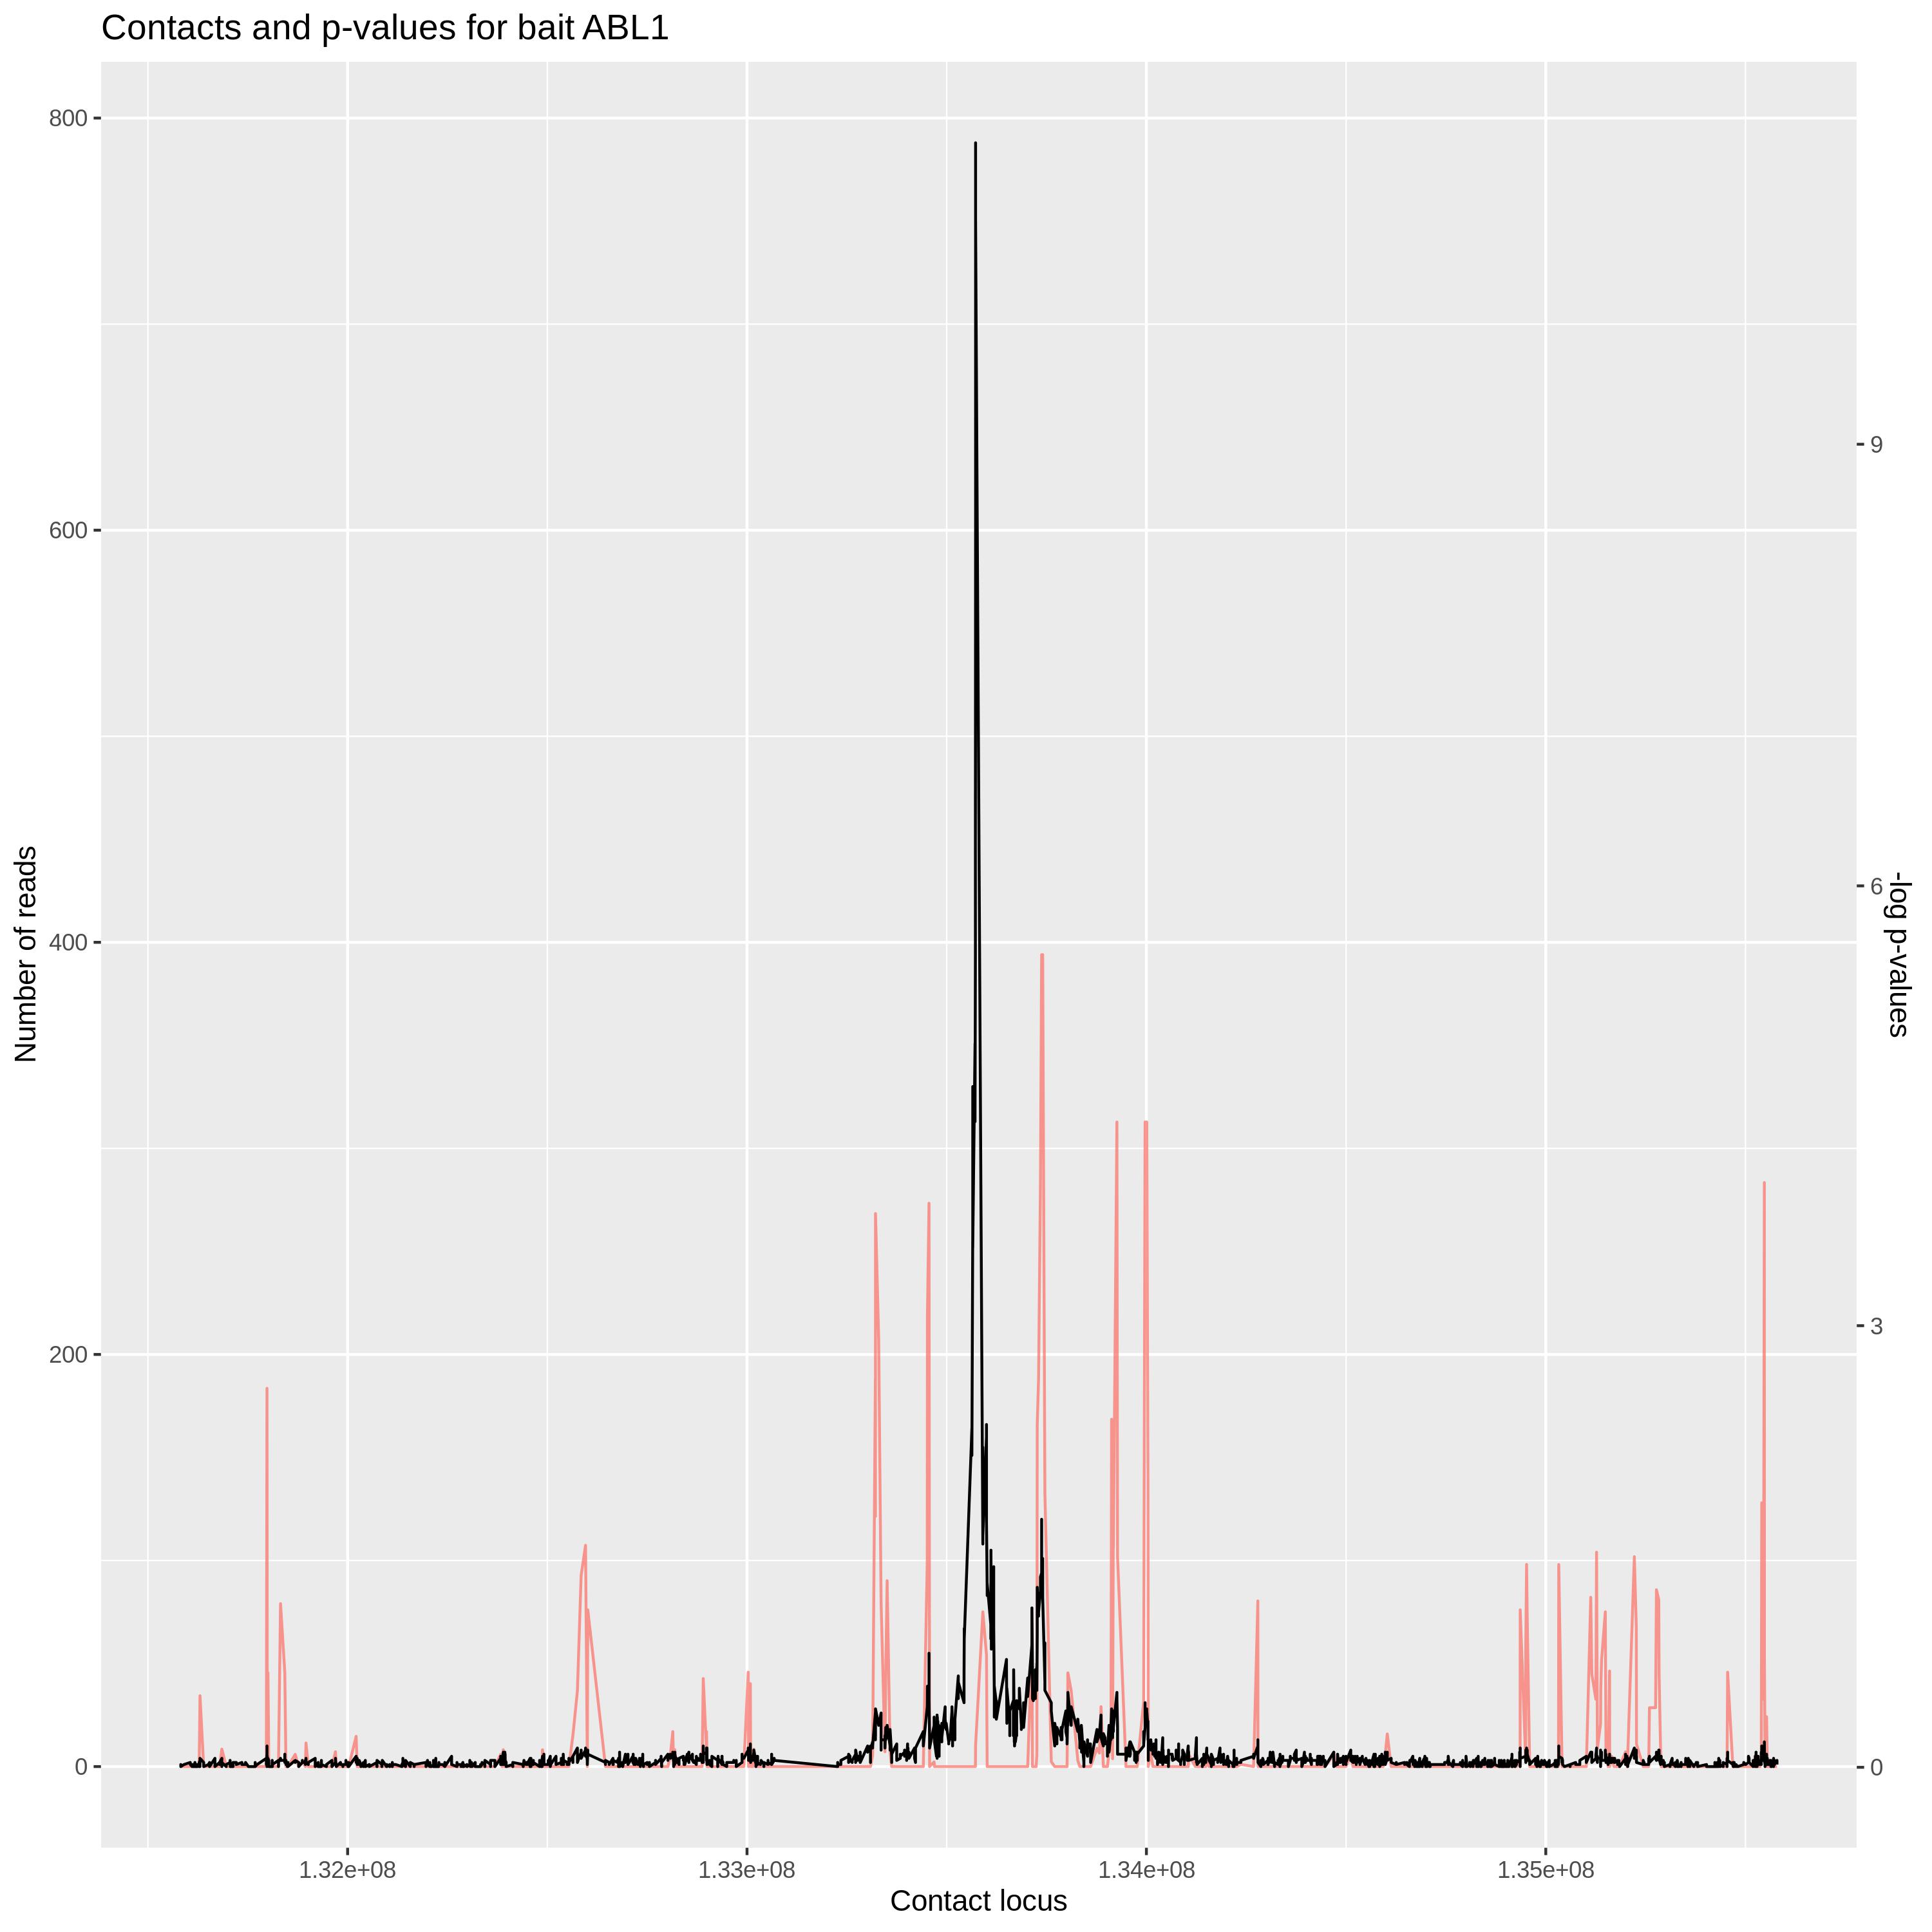 Contacts and p-values for bait ABL1
800
600
400
200
0
Number of reads
9
6
3
0
-log p-values
1.32e+08
1.33e+08
1.34e+08
1.35e+08
Contact locus